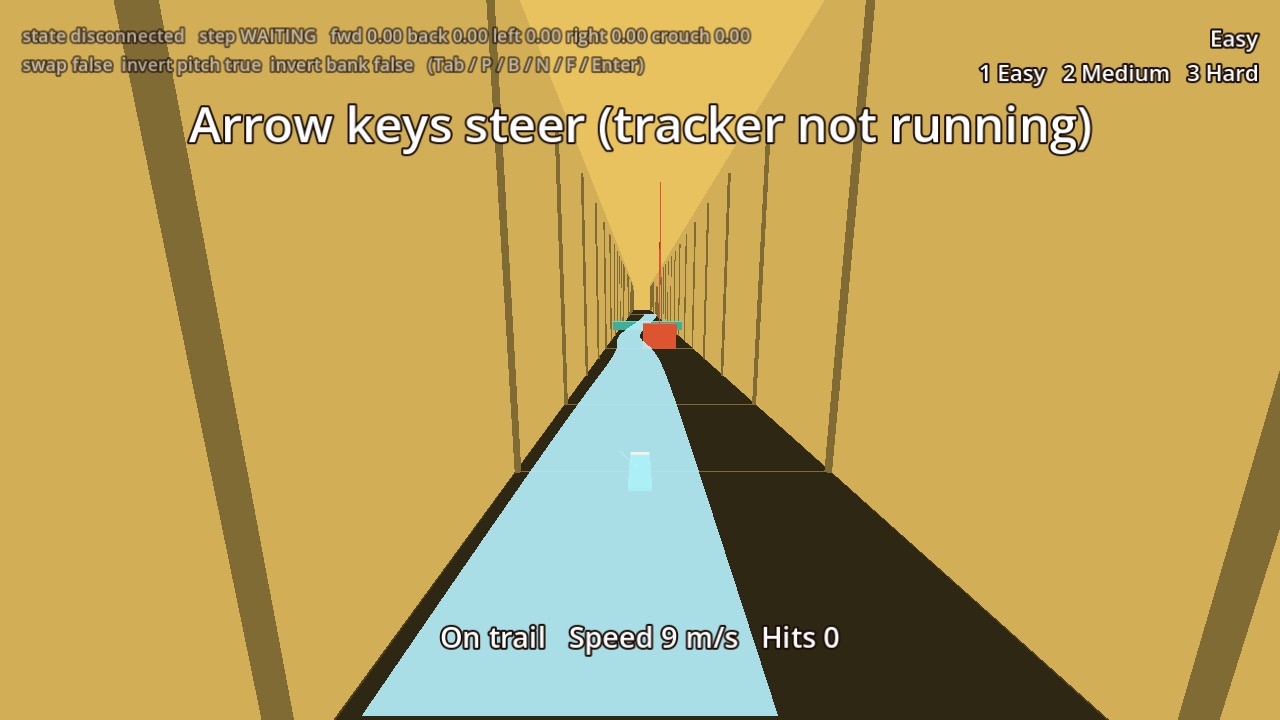 state disconnected step WAITING fwd 0.00 back 0.00 left 0.00 right 0.00 crouch 0.00
swap false invert pitch true invert bank false (Tab / P / B / N / F / Enter)
Easy
1 Easy 2 Medium 3 Hard
Arrow keys steer (tracker not running)
On trail Speed 9 m/s Hits 0